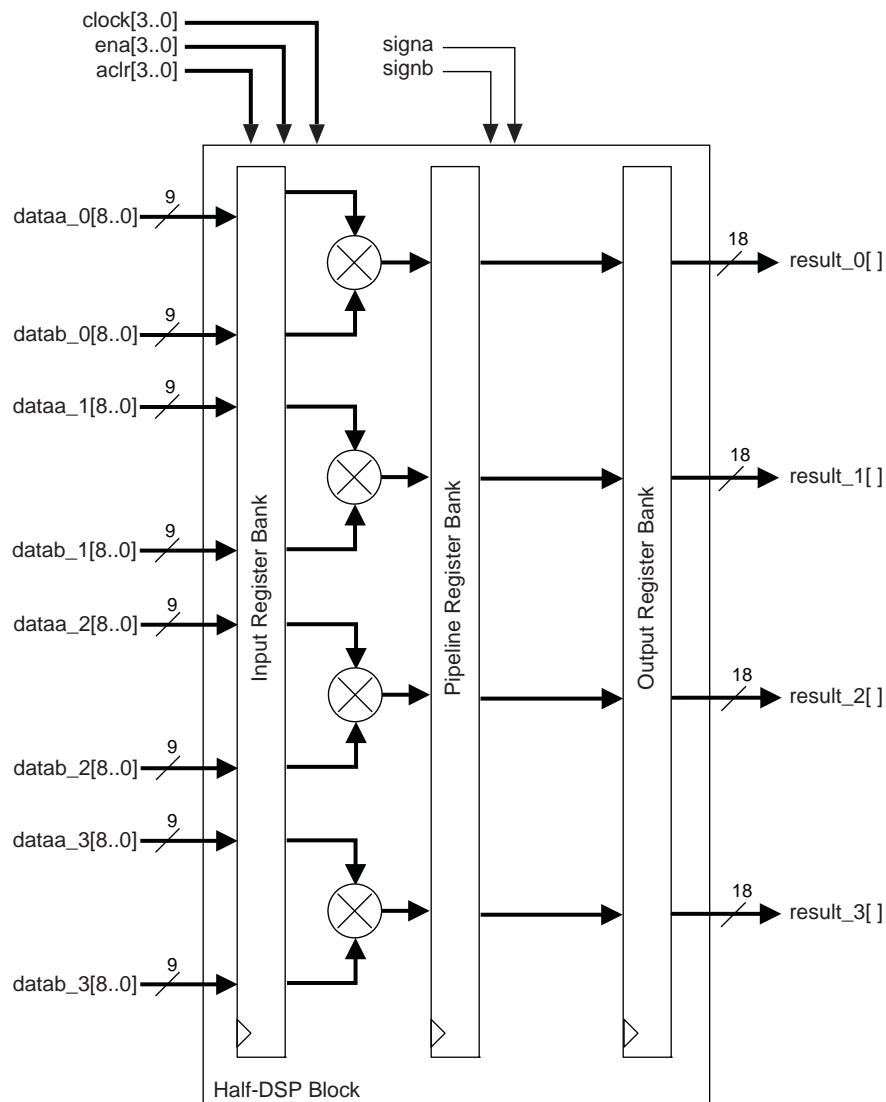 clock[3..0]
ena[3..0]
aclr[3..0]
signa
signb
dataa_0[8..0]
9
datab_0[8..0]
9
dataa_1[8..0]
9
datab_1[8..0]
9
dataa_2[8..0]
9
datab_2[8..0]
9
dataa_3[8..0]
9
datab_3[8..0]
9
Input Register Bank
Pipeline Register Bank
Output Register Bank
18
result_0[ ]
18
result_1[ ]
18
result_2[ ]
18
result_3[ ]
Half-DSP Block